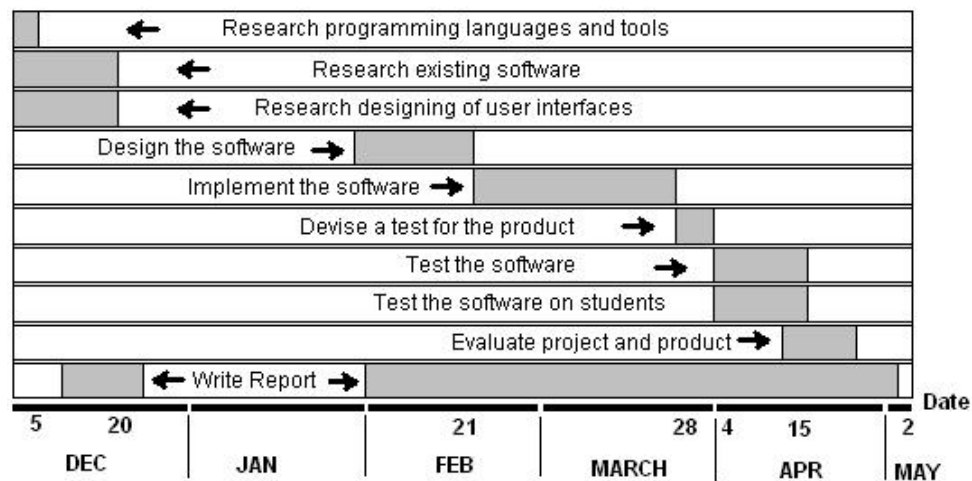 Research programming languages and tools
Research existing software
Research designing of user interfaces
Design the software
Implement the software
Devise a test for the product
Test the software
Test the software on students
Evaluate project and product
Write Report
Date
5 20 21 28 4 15 2
DEC JAN FEB MARCH APR MAY